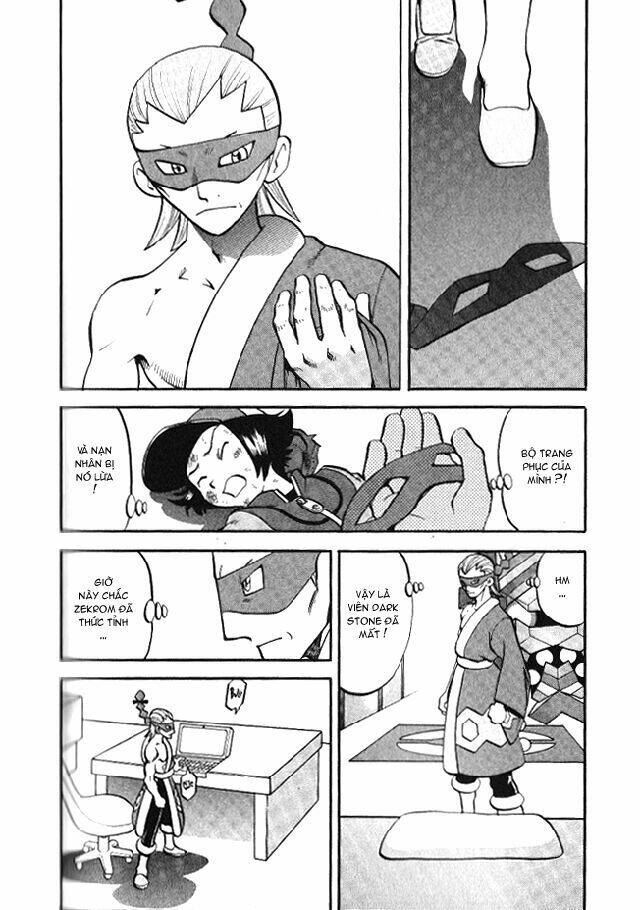 BỘ TRANG
PHỤC CỦA
MÌNH ?!
VÀ NẠN
NHÂN BỊ
NÓ LỪA
!
HM
...
VẬY LÀ
VIÊN DARK
STONE ĐÃ
MẤT !
GIỜ
NÀY CHẮC
ZEKROM ĐÃ
THỨC TỈNH
...